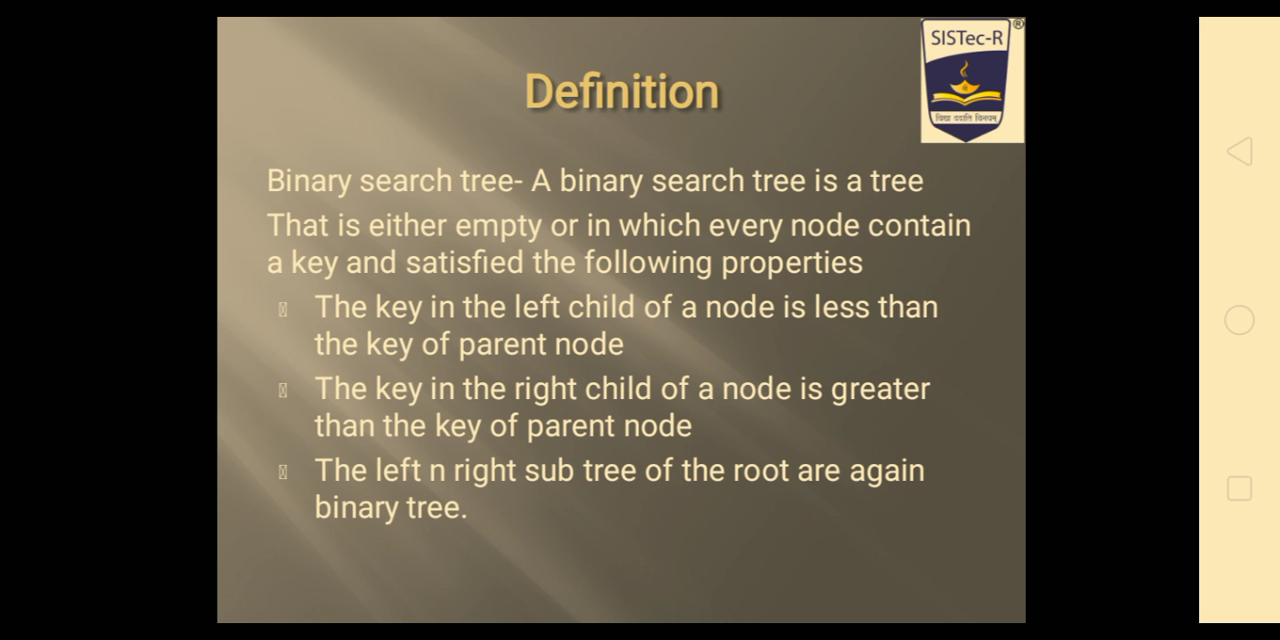 SISTec-R
®
विद्या ददाति विनयम्
Definition
Binary search tree- A binary search tree is a tree
That is either empty or in which every node contain
a key and satisfied the following properties
The key in the left child of a node is less than
the key of parent node
The key in the right child of a node is greater
than the key of parent node
The left n right sub tree of the root are again
binary tree.